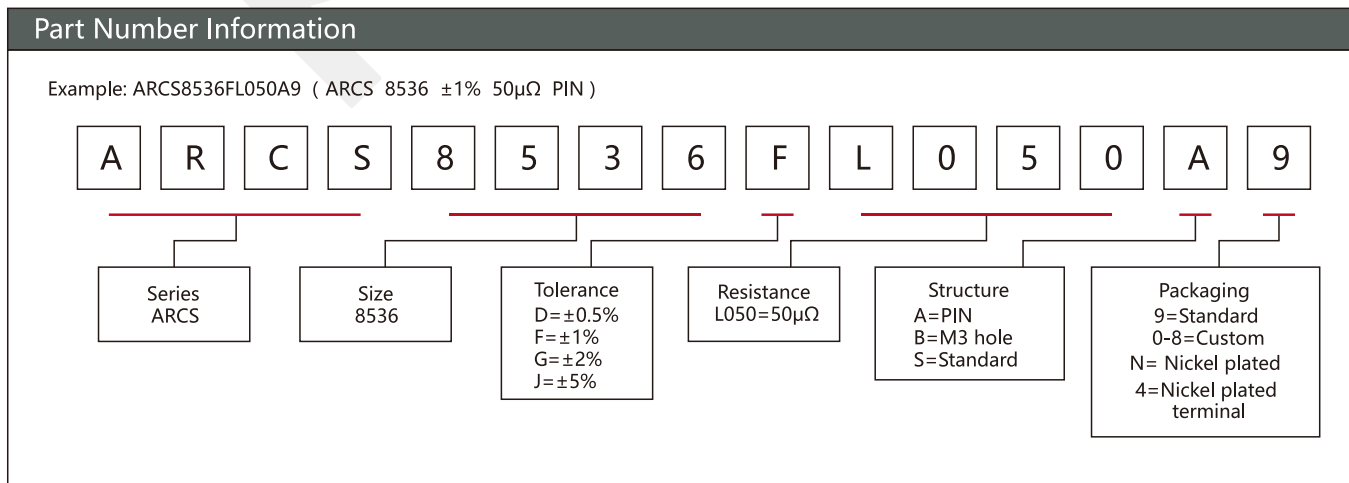 Part Number Information
Example: ARCS8536FL050A9 ( ARCS 8536 ±1% 50μΩ PIN )
A R C S 8 5 3 6 F L 0 5 0 A 9
Series
ARCS
Size
8536
Tolerance
D=±0.5%
F=±1%
G=±2%
J=±5%
Resistance
L050=50μΩ
Structure
A=PIN
B=M3 hole
S=Standard
Packaging
9=Standard
0-8=Custom
N= Nickel plated
4=Nickel plated
terminal